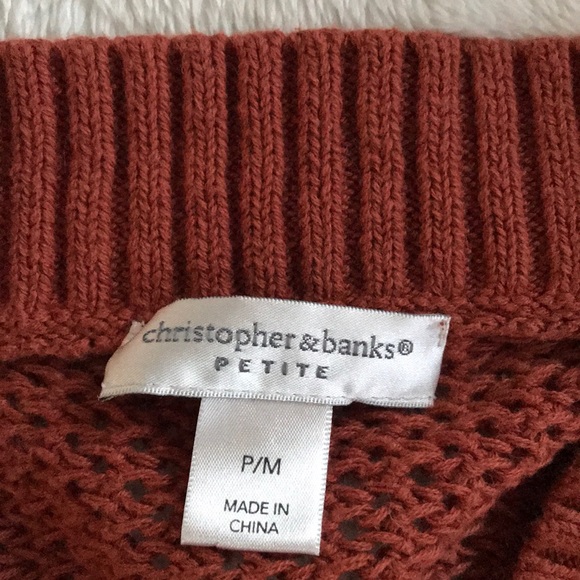 christopher&banks®
PETITE
P/M
MADE IN
CHINA